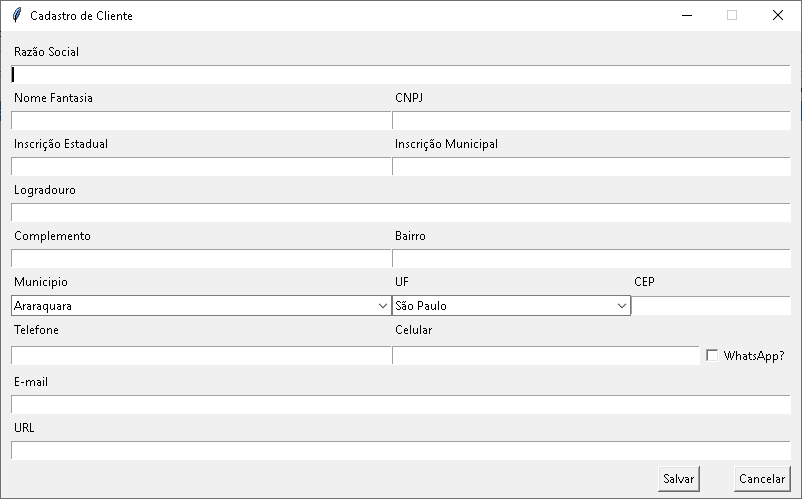 Cadastro de Cliente
Razão Social
Nome Fantasia CNPJ
Inscrição Estadual Inscrição Municipal
Logradouro
Complemento Bairro
Municipio UF CEP
Araraquara São Paulo
Telefone Celular
WhatsApp?
E-mail
URL
Salvar Cancelar